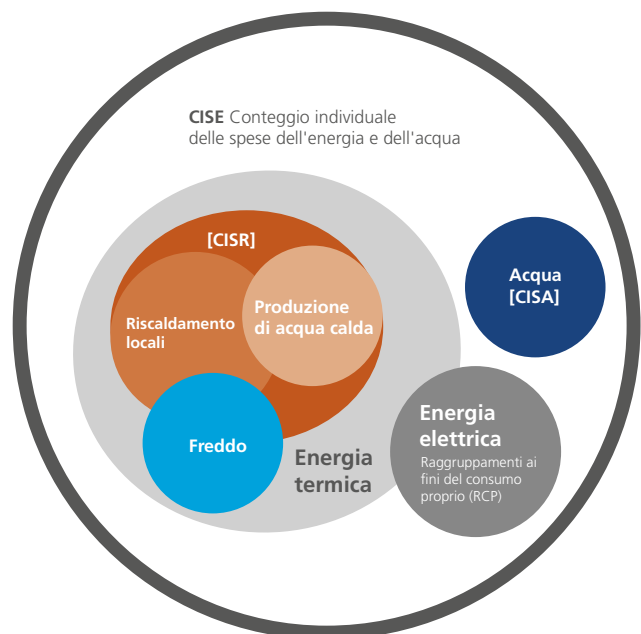 CISE Conteggio individuale
delle spese dell'energia e dell'acqua
[CISR]
Riscaldamento
locali
Produzione
di acqua calda
Acqua
[CISA]
Freddo
Energia
termica
Energia
elettrica
Raggruppamenti ai
fini del consumo
proprio (RCP)